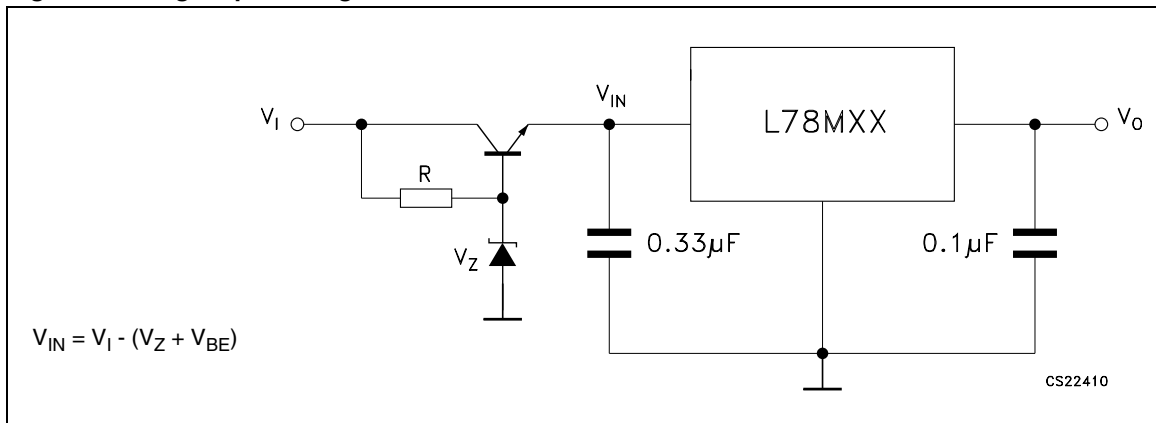 V_I
V_IN
L78MXX
V_O
R
V_Z
0.33µF
0.1µF
V_IN = V_I - (V_Z + V_BE)
CS22410